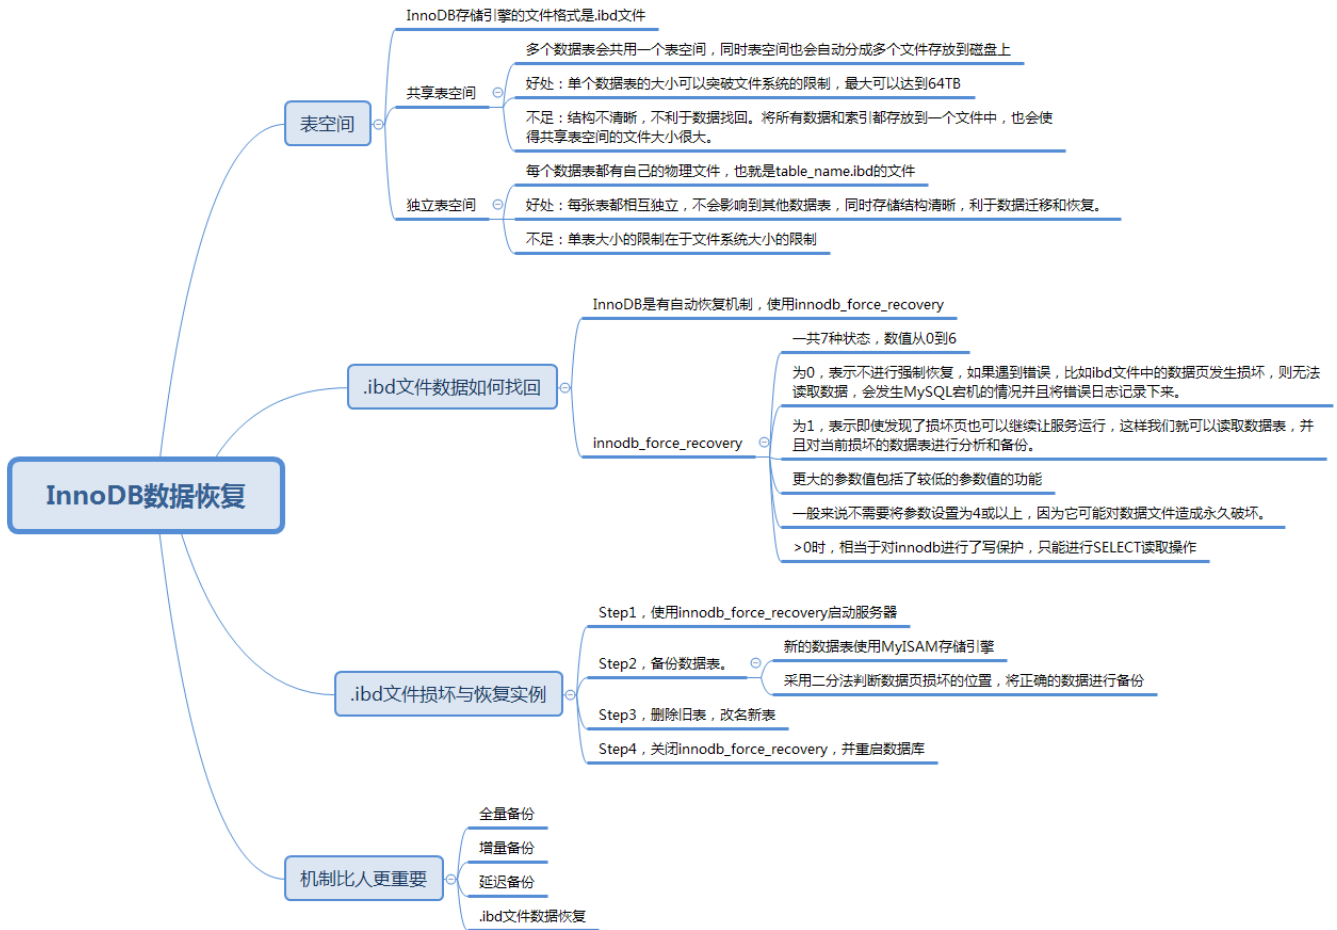 InnoDB数据恢复
表空间
InnoDB存储引擎的文件格式是.ibd文件
共享表空间
多个数据表会共用一个表空间，同时表空间也会自动分成多个文件存放到磁盘上
好处：单个数据表的大小可以突破文件系统的限制，最大可以达到64TB
不足：结构不清晰，不利于数据找回。将所有数据和索引都存放到一个文件中，也会使
得共享表空间的文件大小很大。
独立表空间
每个数据表都有自己的物理文件，也就是table_name.ibd的文件
好处：每张表都相互独立，不会影响到其他数据表，同时存储结构清晰，利于数据迁移和恢复。
不足：单表大小的限制在于文件系统大小的限制
.ibd文件数据如何找回
InnoDB是有自动恢复机制，使用innodb_force_recovery
innodb_force_recovery
一共7种状态，数值从0到6
为0，表示不进行强制恢复，如果遇到错误，比如ibd文件中的数据页发生损坏，则无法
读取数据，会发生MySQL宕机的情况并且将错误日志记录下来。
为1，表示即使发现了损坏页也可以继续让服务运行，这样我们就可以读取数据表，并
且对当前损坏的数据表进行分析和备份。
更大的参数值包括了较低的参数值的功能
一般来说不需要将参数设置为4或以上，因为它可能对数据文件造成永久破坏。
>0时，相当于对innodb进行了写保护，只能进行SELECT读取操作
.ibd文件损坏与恢复实例
Step1，使用innodb_force_recovery启动服务器
Step2，备份数据表。
新的数据表使用MyISAM存储引擎
采用二分法判断数据页损坏的位置，将正确的数据进行备份
Step3，删除旧表，改名新表
Step4，关闭innodb_force_recovery，并重启数据库
机制比人更重要
全量备份
增量备份
延迟备份
.ibd文件数据恢复